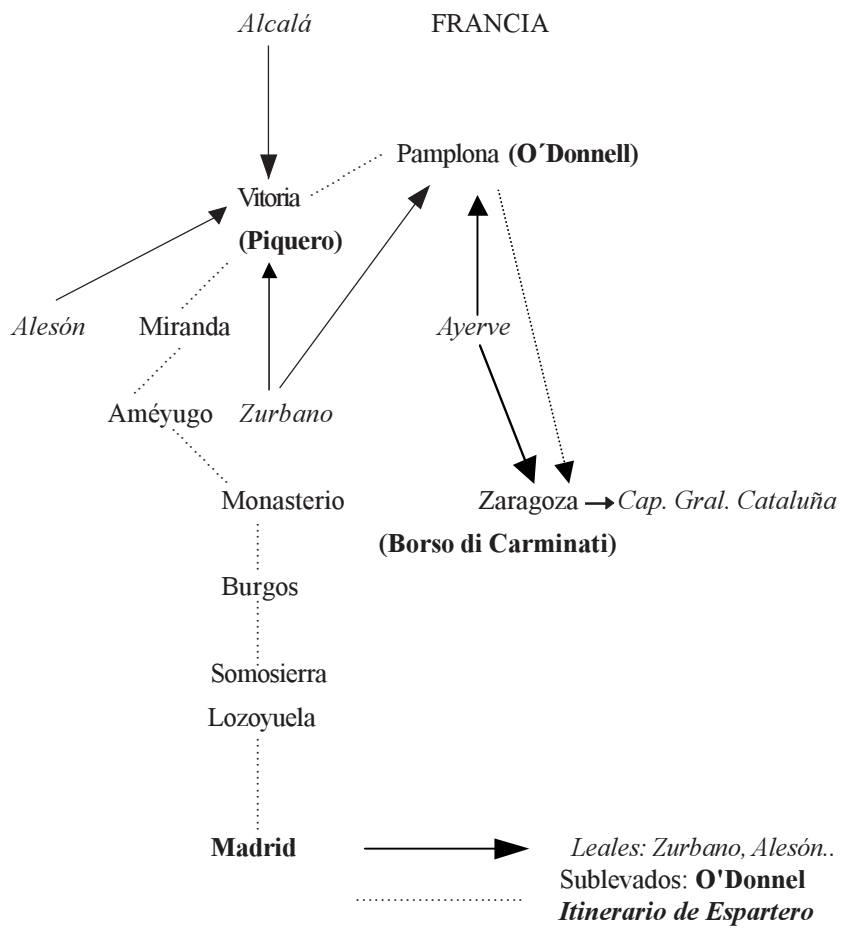 Alcalá FRANCIA
Pamplona (O´Donnell)
Vitoria
(Piquero)
Alesón Miranda Ayerve
Améyugo Zurbano
Monasterio Zaragoza Cap. Gral. Cataluña
(Borso di Carminati)
Burgos
Somosierra
Lozoyuela
Madrid Leales: Zurbano, Alesón..
Sublevados: O'Donnel
Itinerario de Espartero